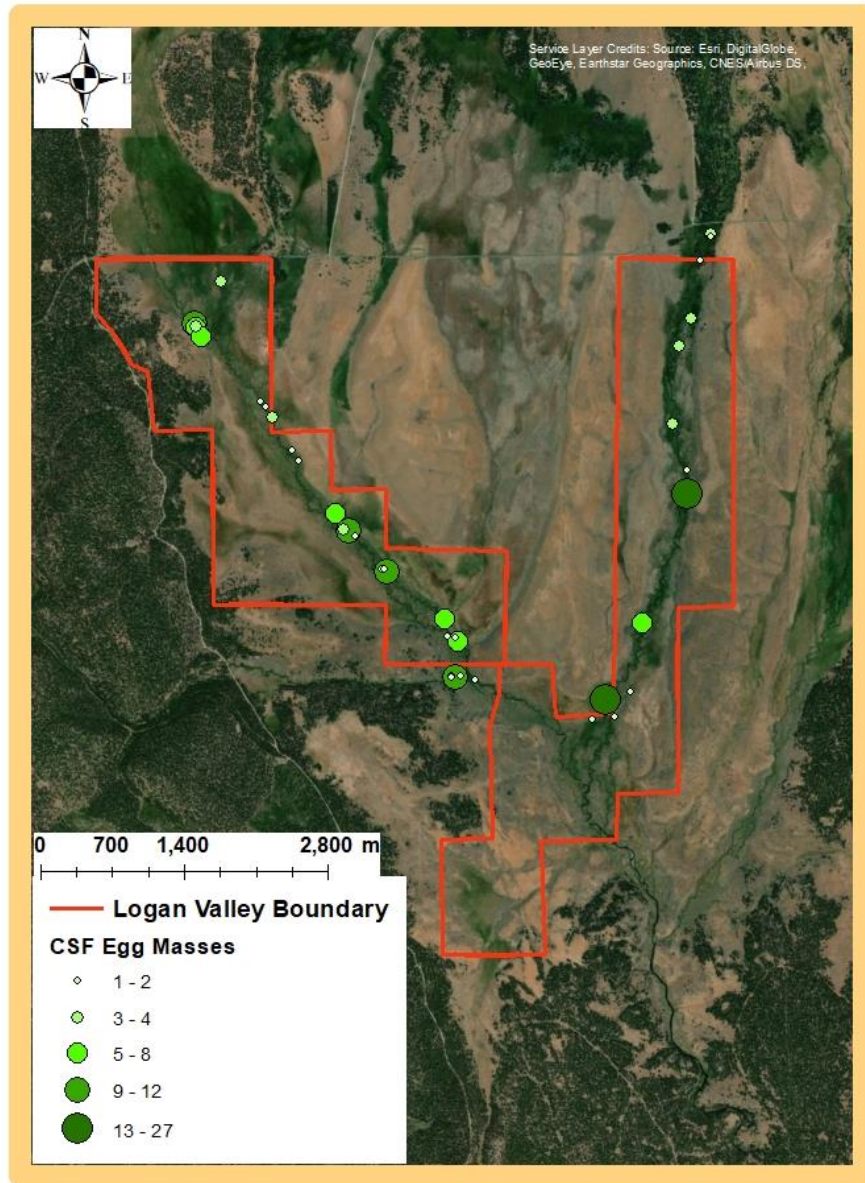 N
W E
S
Service Layer Credits: Source: Esri, DigitalGlobe,
GeoEye, Earthstar Geographics, CNES/Airbus DS,
0 700 1,400 2,800 m
Logan Valley Boundary
CSF Egg Masses
1 - 2
3 - 4
5 - 8
9 - 12
13 - 27